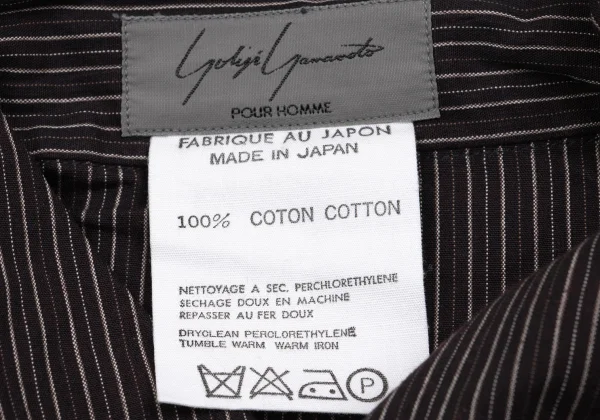 Yohji Yamamoto
POUR HOMME
FABRIQUE AU JAPON
MADE IN JAPAN
100% COTON COTTON
NETTOYAGE A SEC. PERCHLORETHYLENE
SECHAGE DOUX EN MACHINE
REPASSER AU FER DOUX
DRYCLEAN PERCLORETHYLENE
TUMBLE WARM WARM IRON
P